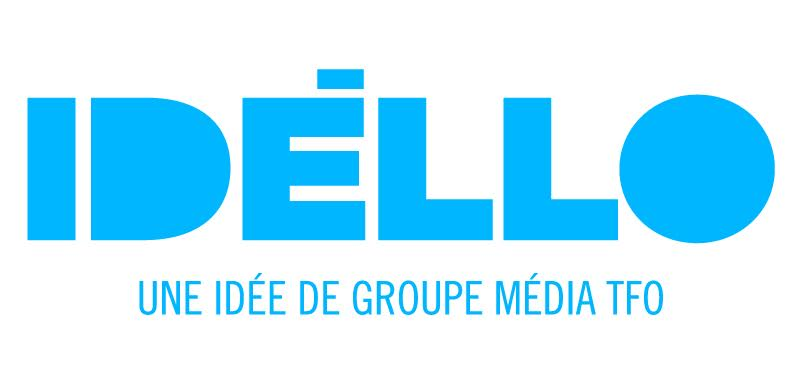 IDÉLLO
UNE IDÉE DE GROUPE MÉDIA TFO